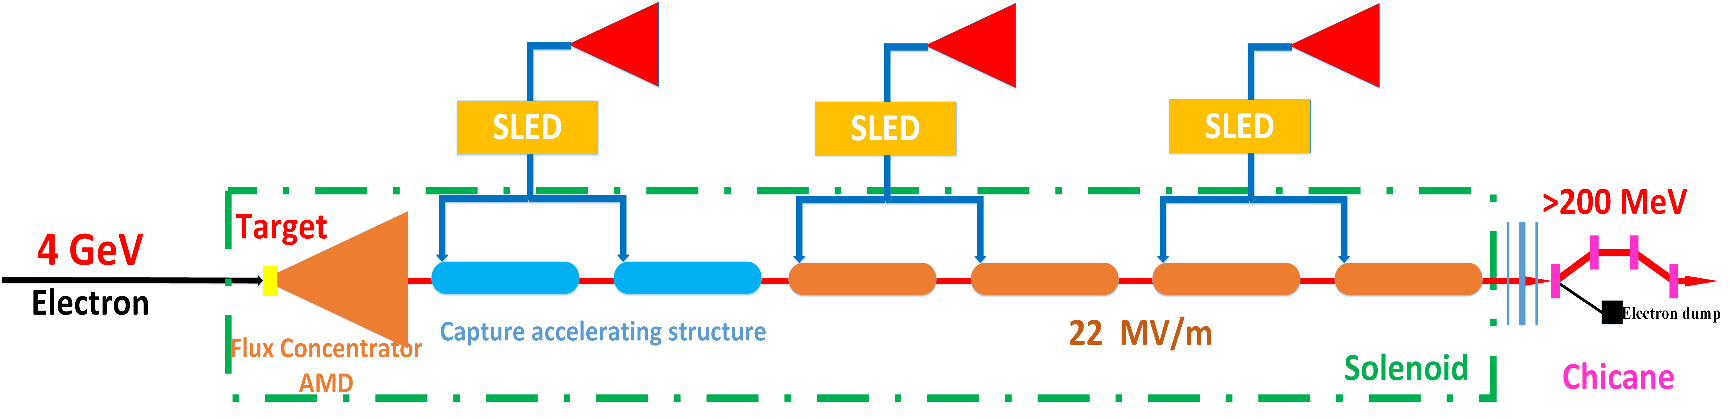 SLED
SLED
SLED
>200 MeV
Target
4 GeV
Electron
Electron dump
Capture accelerating structure
22 MV/m
Flux Concentrator
AMD
Solenoid
Chicane